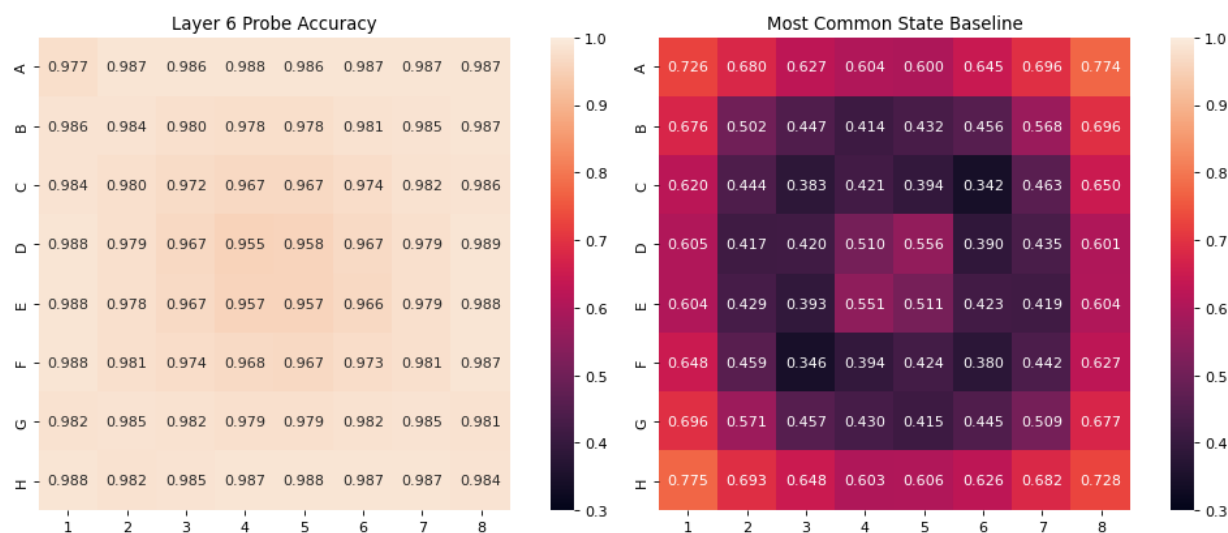 Layer 6 Probe Accuracy
A 0.977 0.987 0.986 0.988 0.986 0.987 0.987 0.987
B 0.986 0.984 0.980 0.978 0.978 0.981 0.985 0.987
C 0.984 0.980 0.972 0.967 0.967 0.974 0.982 0.986
D 0.988 0.979 0.967 0.955 0.958 0.967 0.979 0.989
E 0.988 0.978 0.967 0.957 0.957 0.966 0.979 0.988
F 0.988 0.981 0.974 0.968 0.967 0.973 0.981 0.987
G 0.982 0.985 0.982 0.979 0.979 0.982 0.985 0.981
H 0.988 0.982 0.985 0.987 0.988 0.987 0.987 0.984
1 2 3 4 5 6 7 8
1.0
0.9
0.8
0.7
0.6
0.5
0.4
0.3
Most Common State Baseline
A 0.726 0.680 0.627 0.604 0.600 0.645 0.696 0.774
B 0.676 0.502 0.447 0.414 0.432 0.456 0.568 0.696
C 0.620 0.444 0.383 0.421 0.394 0.342 0.463 0.650
D 0.605 0.417 0.420 0.510 0.556 0.390 0.435 0.601
E 0.604 0.429 0.393 0.551 0.511 0.423 0.419 0.604
F 0.648 0.459 0.346 0.394 0.424 0.380 0.442 0.627
G 0.696 0.571 0.457 0.430 0.415 0.445 0.509 0.677
H 0.775 0.693 0.648 0.603 0.606 0.626 0.682 0.728
1 2 3 4 5 6 7 8
1.0
0.9
0.8
0.7
0.6
0.5
0.4
0.3